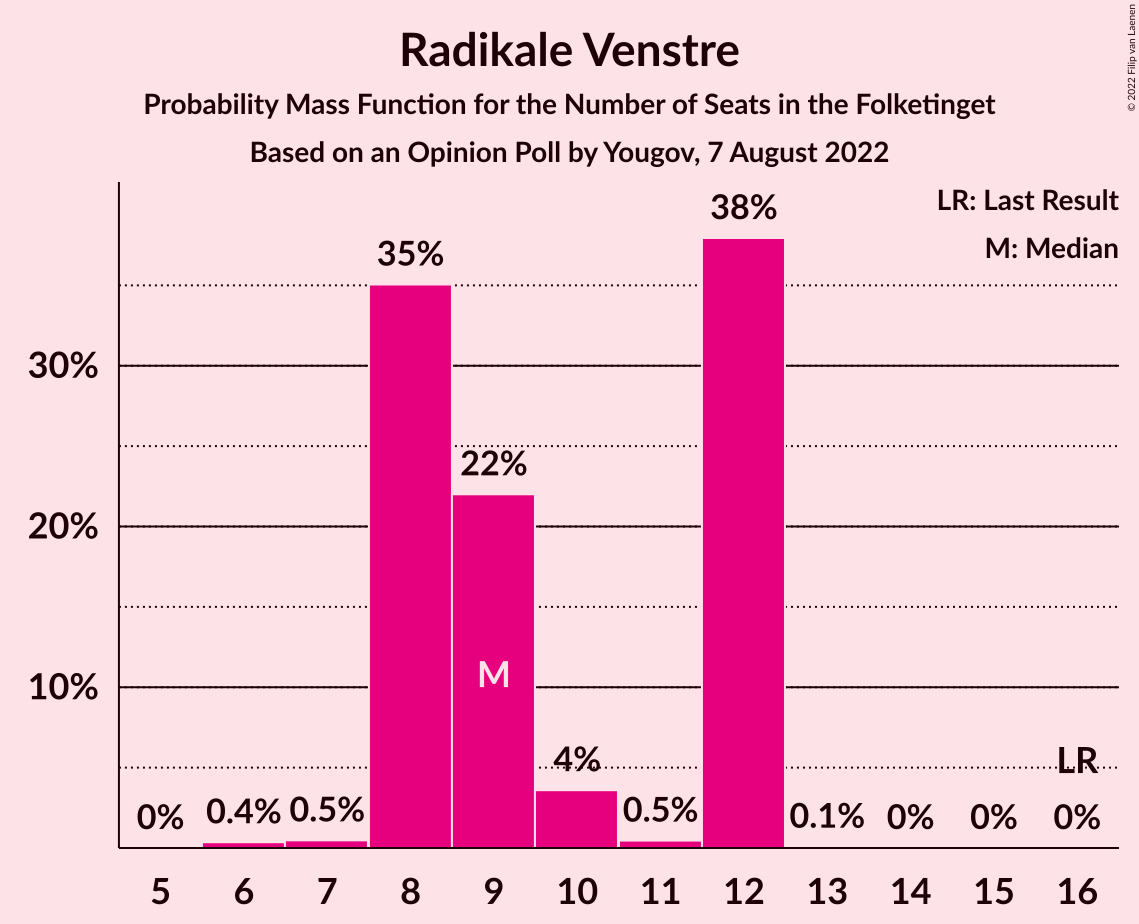 Radikale Venstre
Probability Mass Function for the Number of Seats in the Folketinget
Based on an Opinion Poll by Yougov, 7 August 2022
© 2022 Filip van Laenen
LR: Last Result
M: Median
38%
35%
30%
22%
20%
M
10%
4%
LR
0% 0.4% 0.5% 0.5% 0.1% 0% 0% 0%
5 6 7 8 9 10 11 12 13 14 15 16